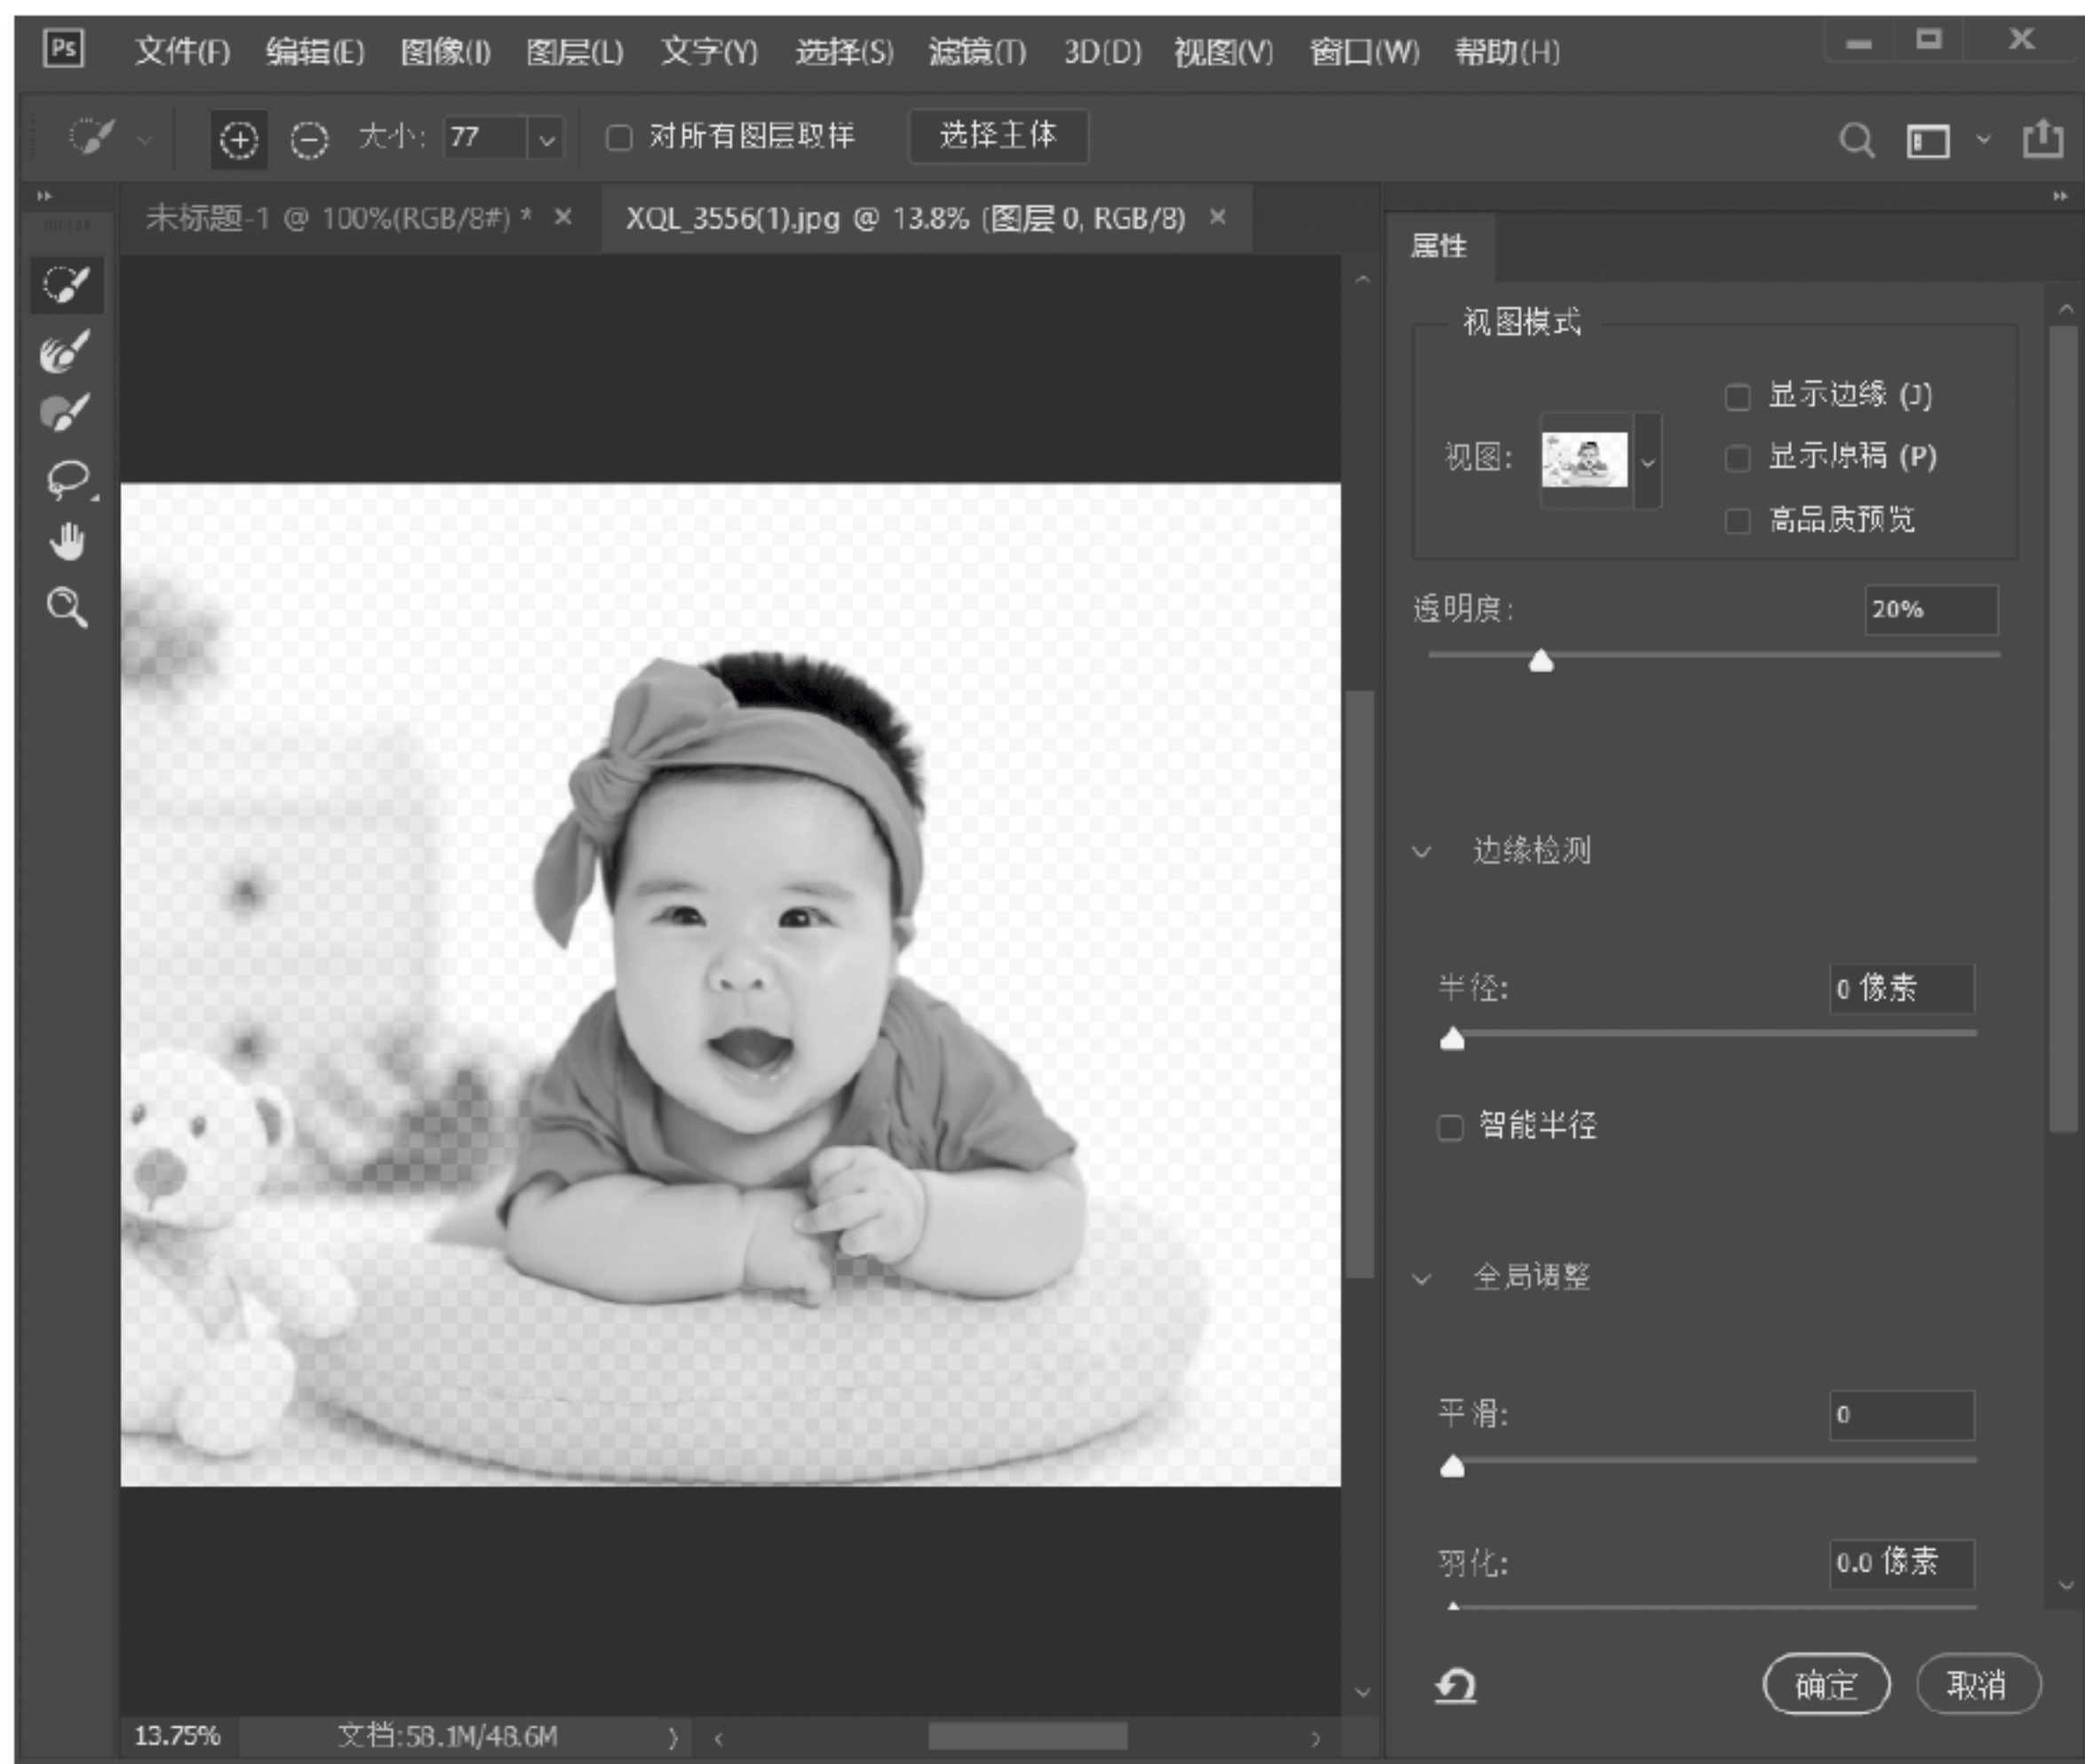 Ps 文件(F) 编辑(E) 图像(I) 图层(L) 文字(Y) 选择(S) 滤镜(T) 3D(D) 视图(V) 窗口(W) 帮助(H)
大小: 77 对所有图层取样 选择主体
未标题-1 @ 100%(RGB/8#) * × XQL_3556(1).jpg @ 13.8% (图层 0, RGB/8) ×
属性
视图模式
显示边缘 (J)
视图: 显示原稿 (P)
高品质预览
透明度: 20%
边缘检测
半径: 0 像素
智能半径
全局调整
平滑: 0
羽化: 0.0 像素
确定 取消
13.75% 文档:58.1M/48.6M